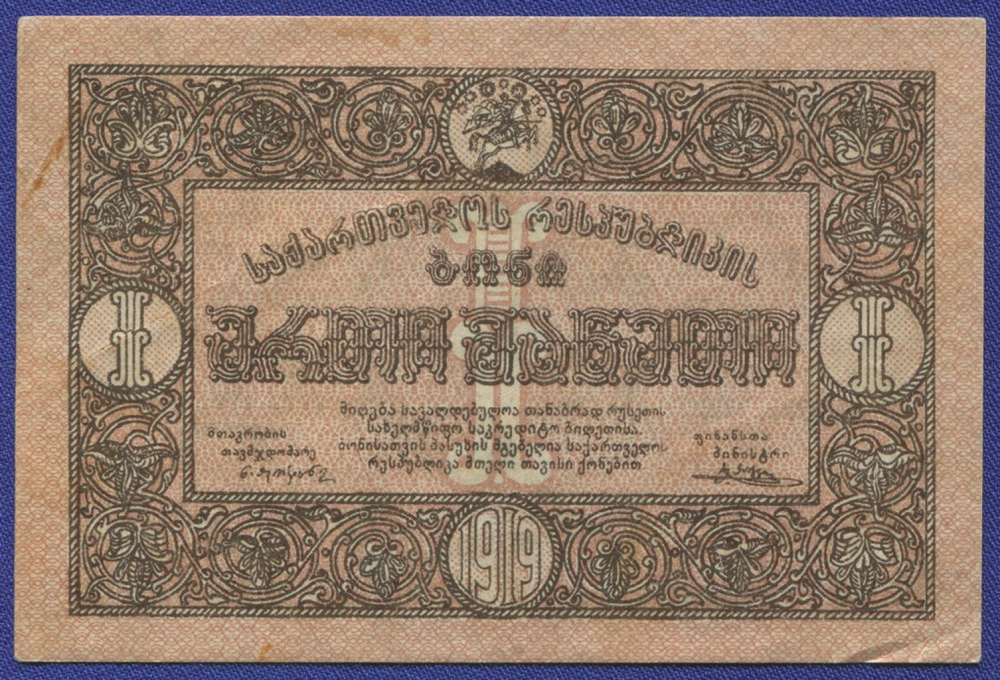 საქართველოს რესპუბლიკის
ბონი
I
ერთი მანეთი
I
მიღება სავალდებულოა თანაბრად რუსეთის
სახელმწიფო საკრედიტო ბილეთისა.
ბონისათვის პასუხის მგებელია საქართველოს
რესპუბლიკა მთელი თავისი ქონებით.
მთავრობის
თავმჯდომარე
ფინანსთა
მინისტრი
1919